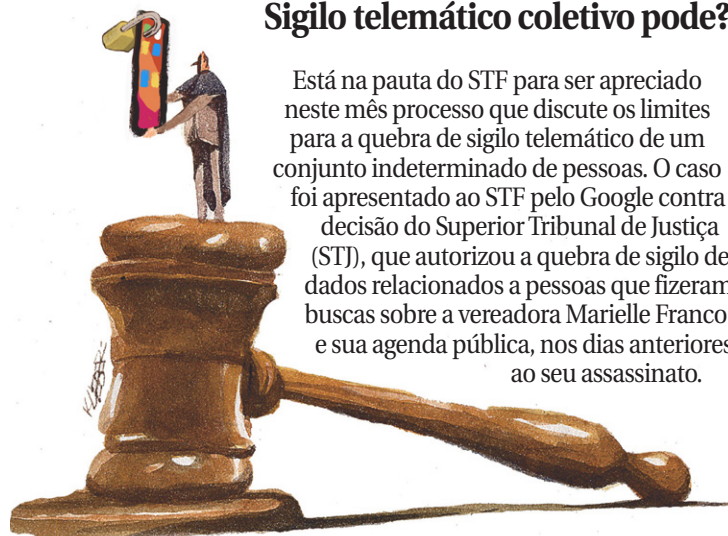 Sigilo telemático coletivo pode?
Está na pauta do STF para ser apreciado
neste mês processo que discute os limites
para a quebra de sigilo telemático de um
conjunto indeterminado de pessoas. O caso
foi apresentado ao STF pelo Google contra
decisão do Superior Tribunal de Justiça
(STJ), que autorizou a quebra de sigilo de
dados relacionados a pessoas que fizeram
buscas sobre a vereadora Marielle Franco
e sua agenda pública, nos dias anteriores
ao seu assassinato.